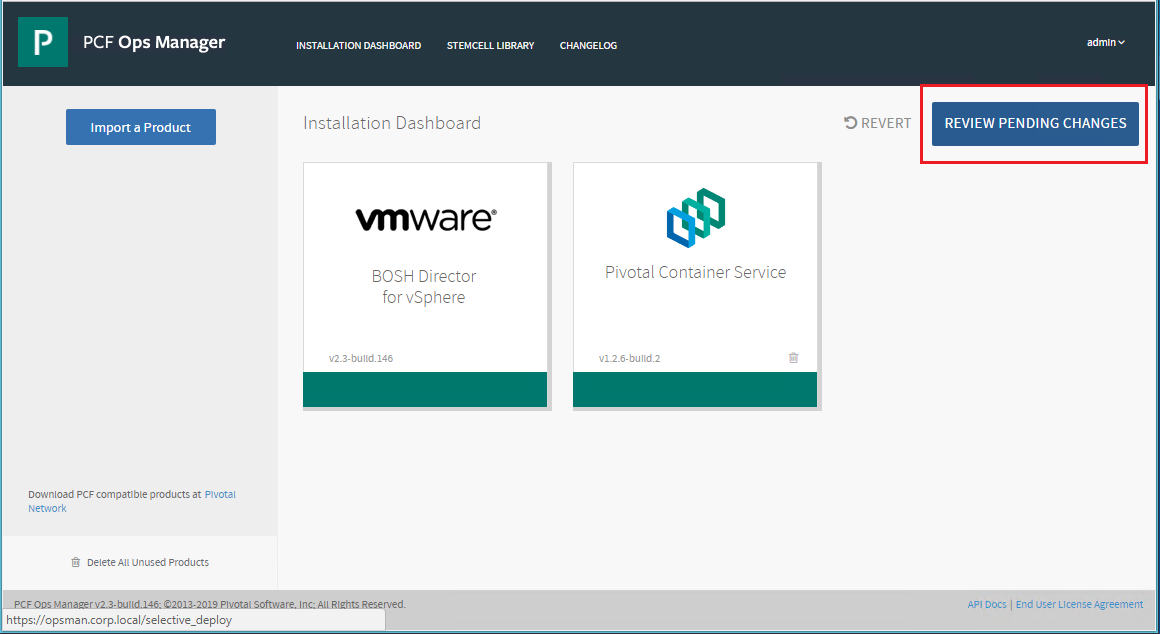 P
PCF Ops Manager
INSTALLATION DASHBOARD
STEMCELL LIBRARY
CHANGELOG
admin
Import a Product
Installation Dashboard
REVERT
REVIEW PENDING CHANGES
vmware®
BOSH Director
for vSphere
v2.3-build.146
Pivotal Container Service
v1.2.6-build.2
Download PCF compatible products at Pivotal
Network
Delete All Unused Products
PCF Ops Manager v2.3-build.146; ©2013-2019 Pivotal Software, Inc; All Rights Reserved.
API Docs | End User License Agreement
https://opsman.corp.local/selective_deploy